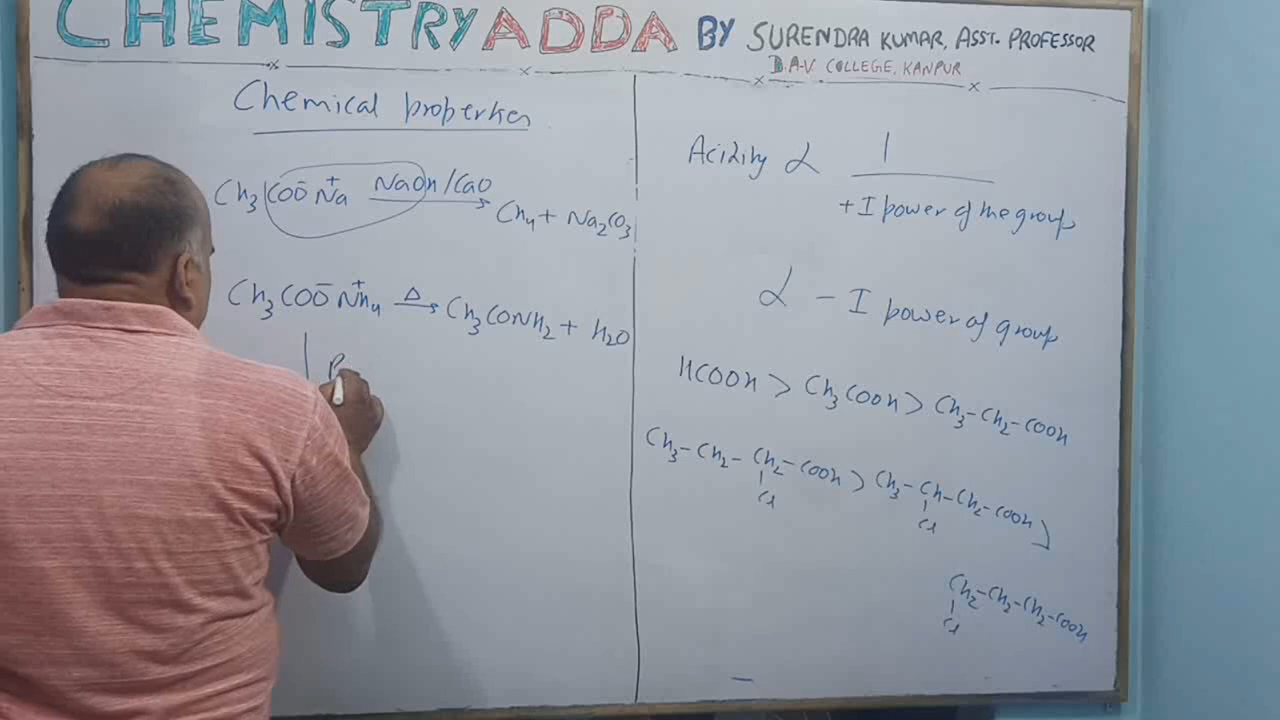 CHEMISTRY ADDA BY SURENDRA KUMAR, ASST. PROFESSOR
D.A-V COLLEGE, KANPUR
Chemical properties
CH3COO⁻Na⁺ NaOH/CaO → CH4 + Na2CO3
CH3COO⁻NH4⁺ Δ → CH3CONH2 + H2O
P
Acidity ∝ 1
+I power of the group
∝ -I power of group
HCOOH > CH3COOH > CH3-CH2-COOH
CH3-CH2-CH2-COOH > CH3-CH-CH2-COOH >
Cl Cl
CH2-CH2-CH2-COOH
Cl